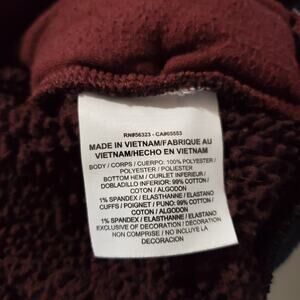 RN#56323 - CA#05553
MADE IN VIETNAM/FABRIQUE AU
VIETNAM/HECHO EN VIETNAM
BODY / CORPS / CUERPO: 100% POLYESTER/
POLYESTER / POLIESTER
BOTTOM HEM / OURLET INFERIEUR /
DOBLADILLO INFERIOR: 99% COTTON /
COTON / ALGODON
1% SPANDEX / ELASTHANNE / ELASTANO
CUFFS / POIGNET / PUNO: 99% COTTON /
COTON / ALGODON
1% SPANDEX / ELASTHANNE / ELASTANO
EXCLUSIVE OF DECORATION / DECORATION
NON COMPRISE / NO INCLUYE LA
DECORACION